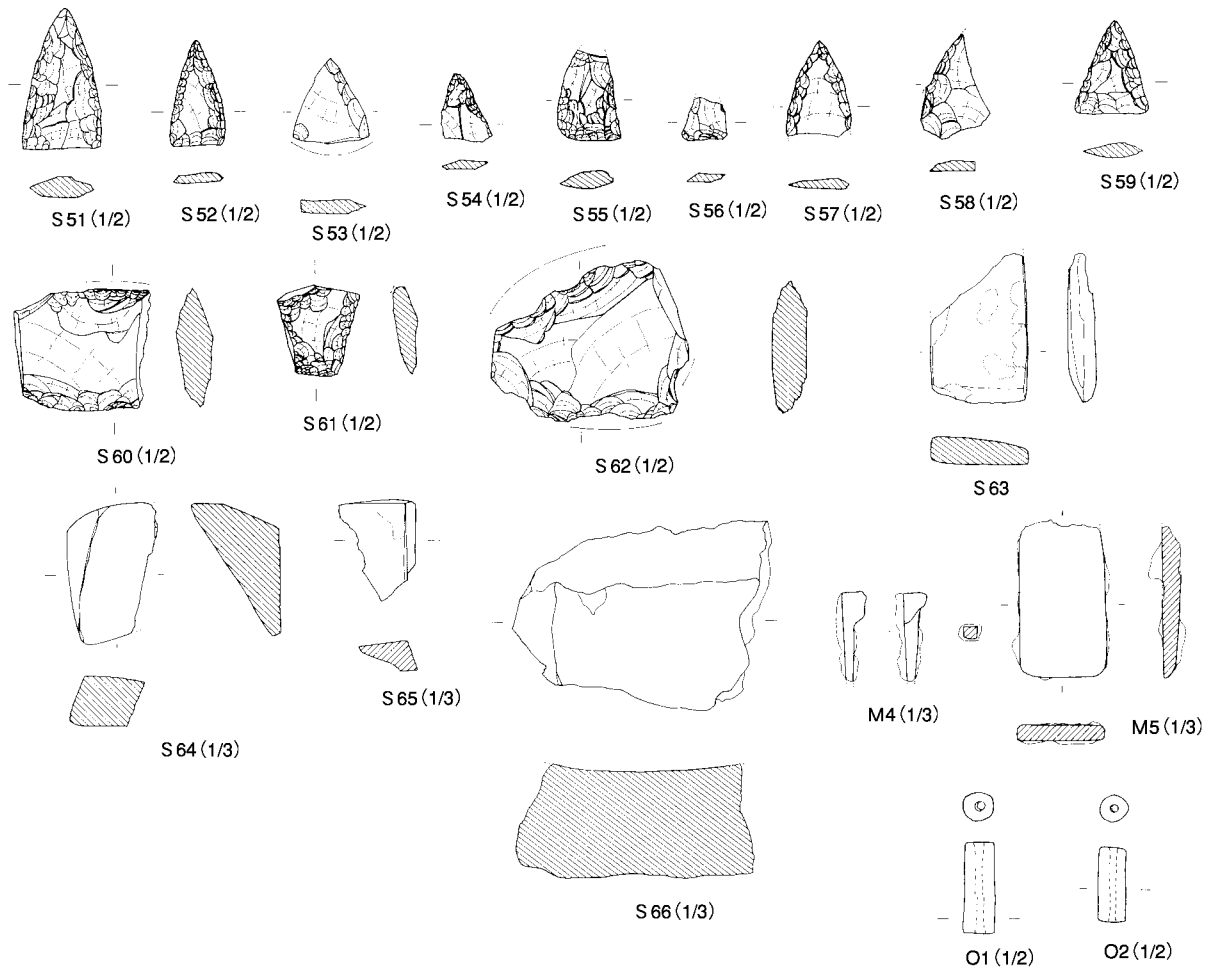 S51(1/2)
S52(1/2)
S53(1/2)
S54(1/2)
S55(1/2)
S56(1/2)
S57(1/2)
S58(1/2)
S59(1/2)
S60(1/2)
S61(1/2)
S62(1/2)
S63
S64(1/3)
S65(1/3)
S66(1/3)
M4(1/3)
M5(1/3)
O1(1/2)
O2(1/2)